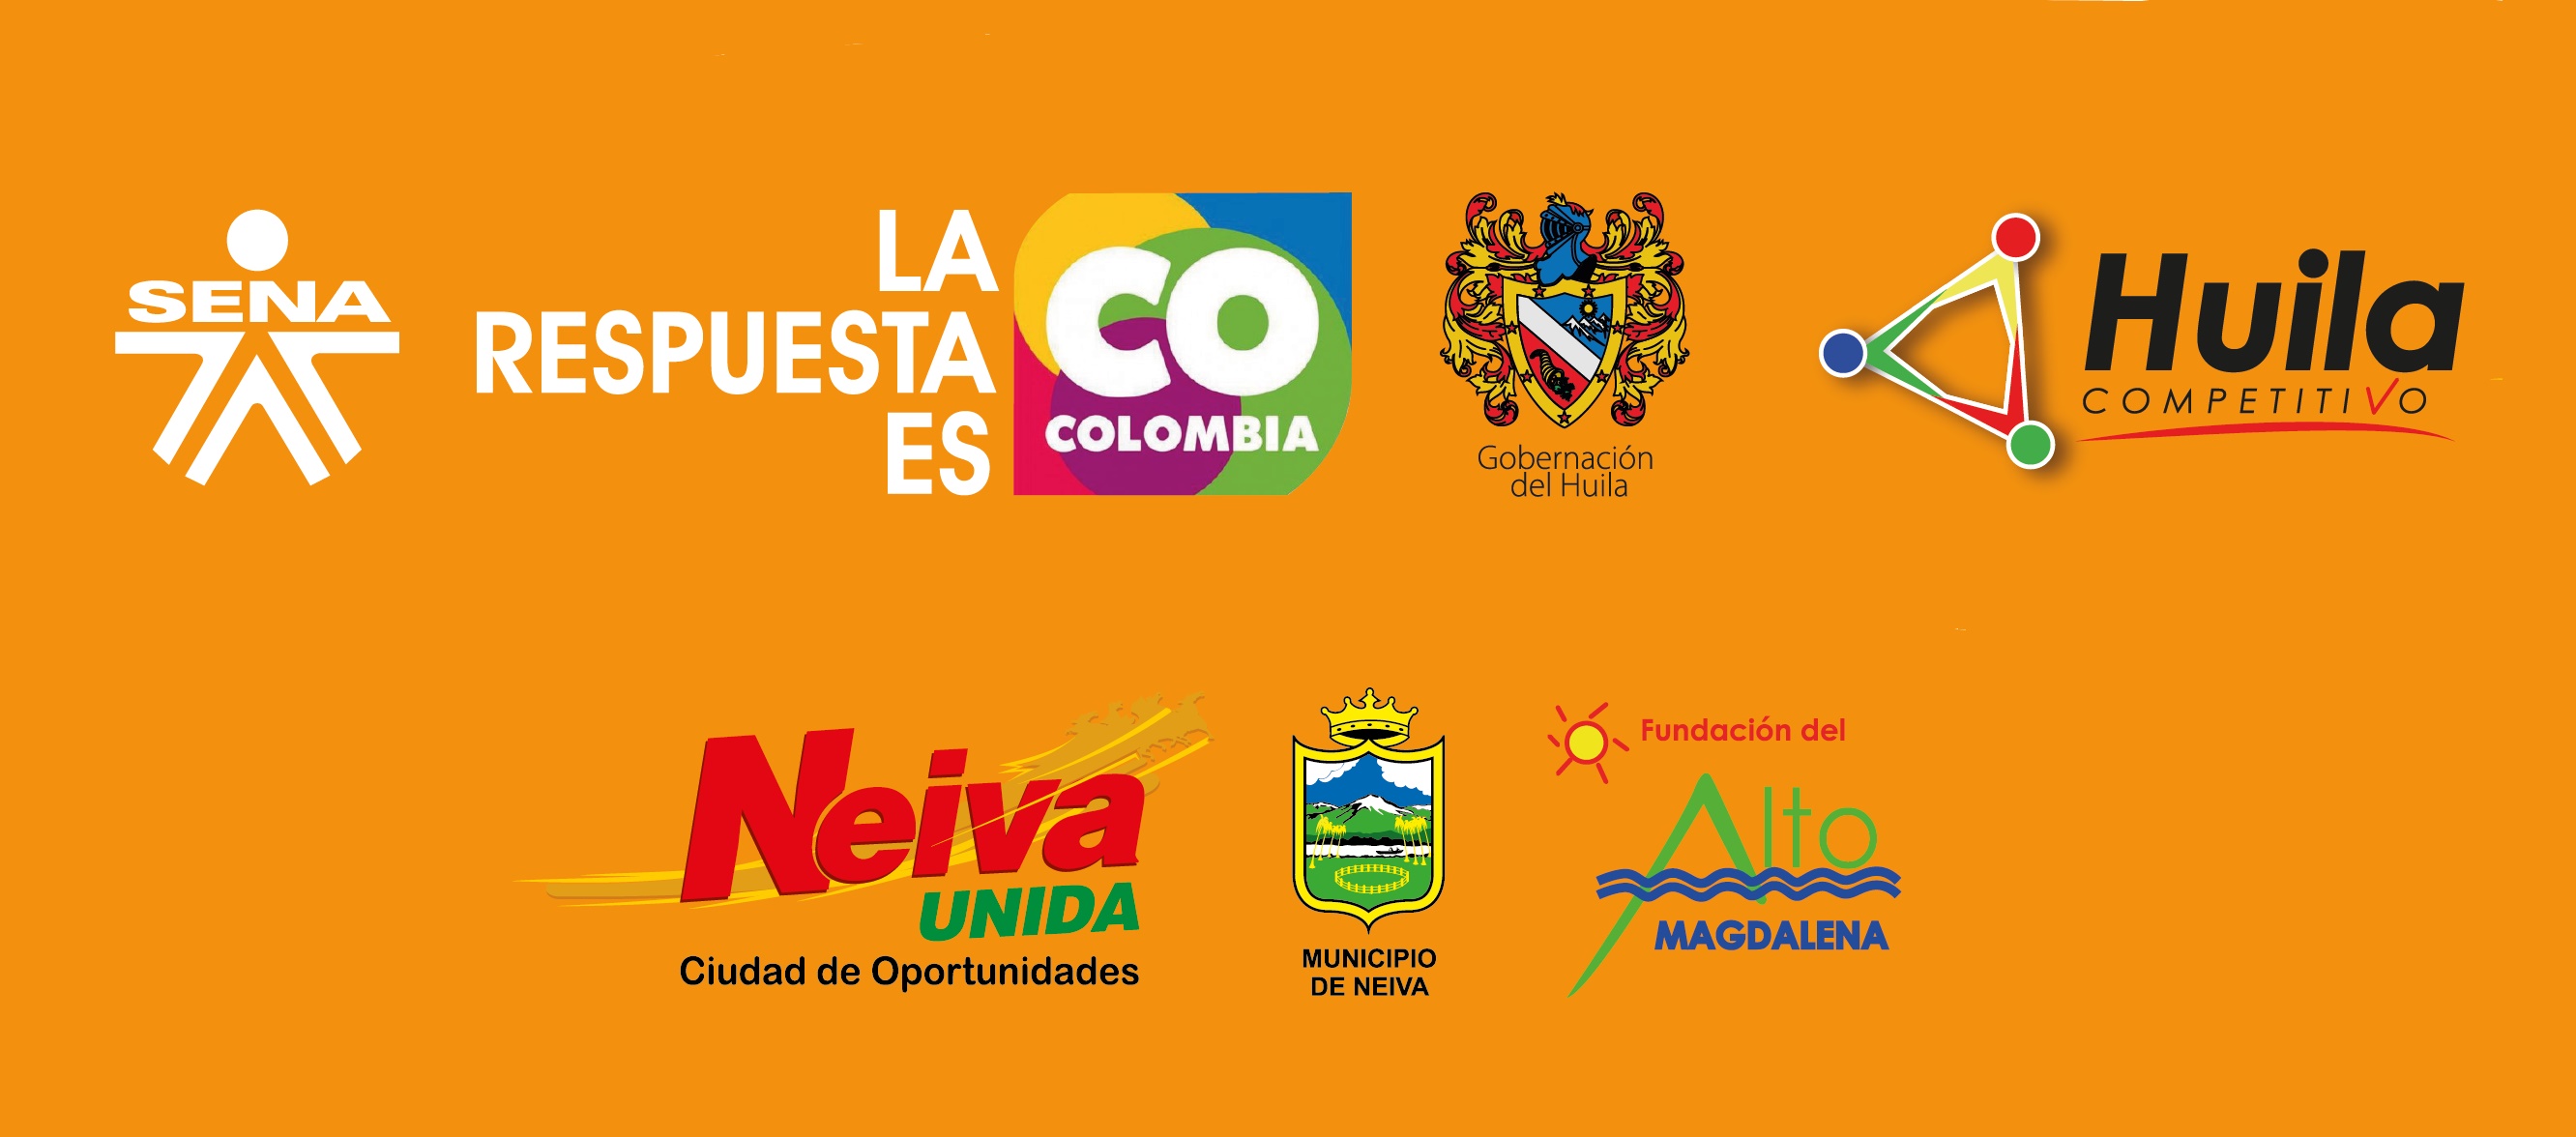 SENA
LA
RESPUESTA
ES
CO
COLOMBIA
Gobernación
del Huila
Huila
COMPETITIVO
Neiva
UNIDA
Ciudad de Oportunidades
MUNICIPIO
DE NEIVA
Fundación del
Alto
MAGDALENA